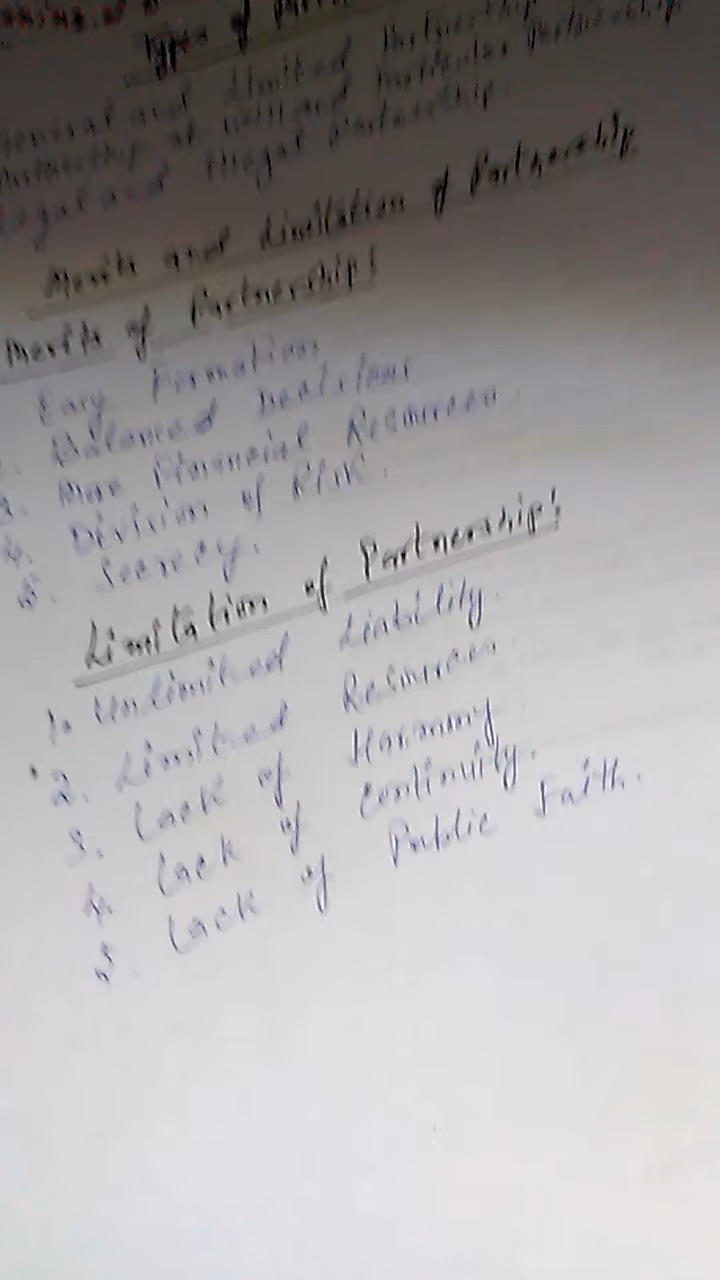 Types of
General and Limited Partnership
Partnership at will and Particular Partnership
Legal and Illegal Partnership.
Merits and Limitation of Partnership
Merits of Partnership!
Easy Formation
2. Balanced Decisions
3. More Financial Resources.
4. Division of Risk.
5. Secrecy.
Limitation of Partnership!
1. Unlimited Liability.
2. Limited Resources.
3. Lack of Harmony
4. Lack of Continuity.
5. Lack of Public Faith.